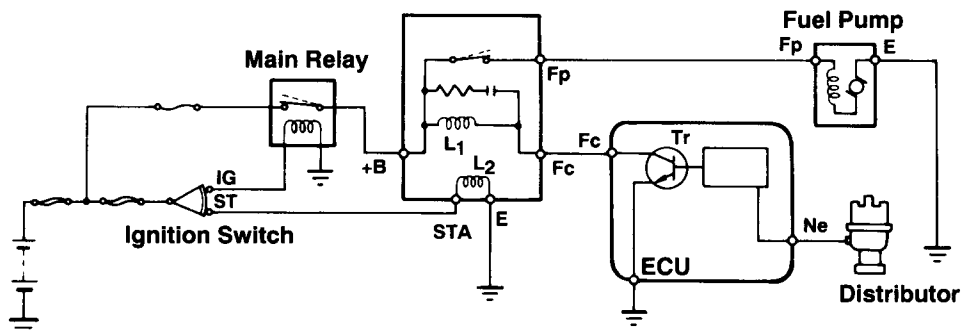 Fuel Pump
Fp
E
Main Relay
Fp
L1
Fc
Fc
Tr
+B
L2
IG
ST
STA
E
Ne
Ignition Switch
ECU
Distributor